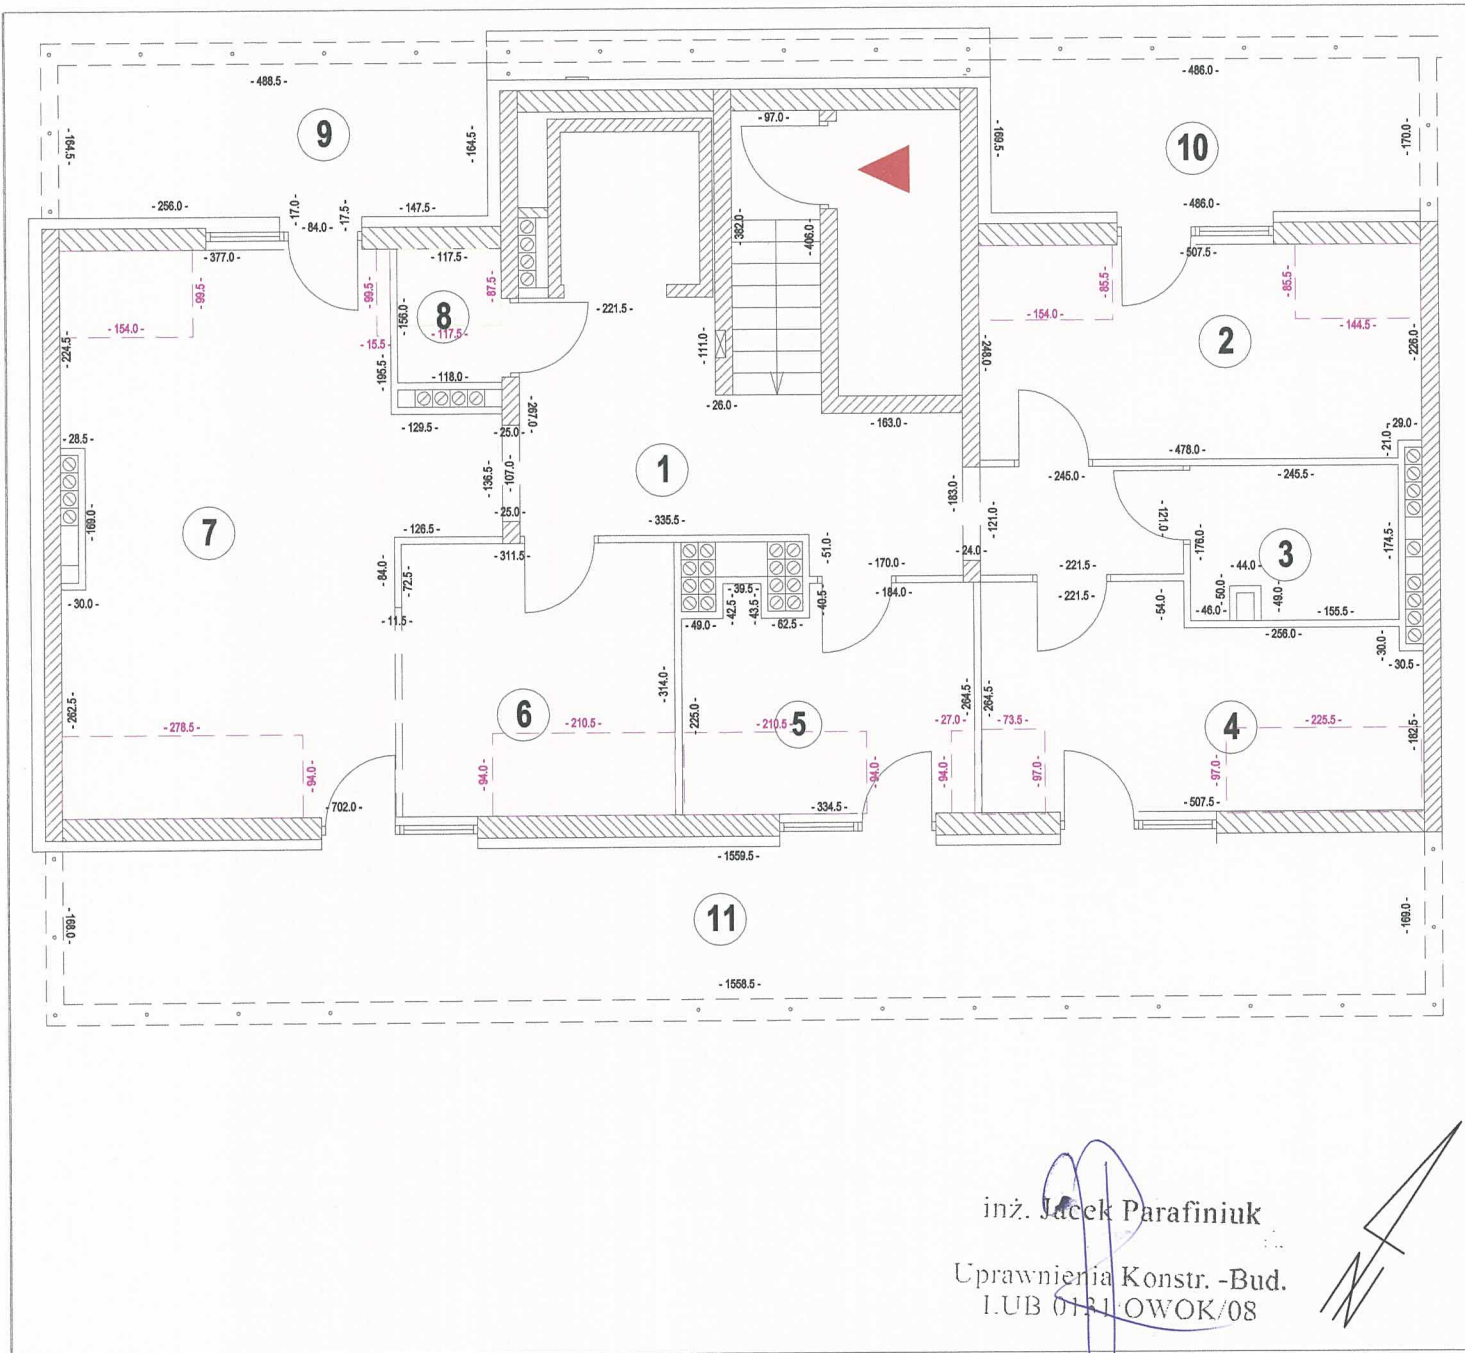 - 488.5 -
- 486.0 -
- 164.5 -
9
- 164.5 -
- 97.0 -
- 169.5 -
10
- 170.0 -
- 256.0 -
- 17.0 -
- 84.0 -
- 17.5 -
- 147.5 -
- 486.0 -
- 377.0 -
- 117.5 -
- 382.0 -
- 406.0 -
- 507.5 -
- 99.5 -
- 99.5 -
- 87.5 -
- 85.5 -
- 85.5 -
- 154.0 -
- 156.0 -
8
- 221.5 -
- 154.0 -
- 144.5 -
- 224.5 -
- 15.5 -
- 117.5 -
- 111.0 -
- 248.0 -
2
- 226.0 -
- 195.5 -
- 118.0 -
- 26.0 -
- 129.5 -
- 267.0 -
- 163.0 -
- 28.5 -
- 25.0 -
- 21.0 -
- 29.0 -
- 478.0 -
- 136.5 -
- 107.0 -
1
- 183.0 -
- 245.0 -
- 245.5 -
- 169.0 -
7
- 25.0 -
- 126.5 -
- 335.5 -
- 121.0 -
- 121.0 -
- 311.5 -
- 51.0 -
- 24.0 -
- 176.0 -
3
- 174.5 -
- 84.0 -
- 72.5 -
- 170.0 -
- 221.5 -
- 44.0 -
- 30.0 -
- 39.5 -
- 184.0 -
- 221.5 -
- 11.5 -
- 49.0 -
- 42.5 -
- 43.5 -
- 62.5 -
- 40.5 -
- 54.0 -
- 46.0 -
- 50.0 -
- 49.0 -
- 155.5 -
- 256.0 -
- 30.0 -
- 30.5 -
- 314.0 -
- 264.5 -
- 264.5 -
- 262.5 -
- 278.5 -
6
- 210.5 -
- 225.0 -
- 210.5 -
5
- 27.0 -
- 73.5 -
4
- 225.5 -
- 182.5 -
- 94.0 -
- 94.0 -
- 94.0 -
- 94.0 -
- 97.0 -
- 97.0 -
- 702.0 -
- 334.5 -
- 507.5 -
- 1559.5 -
- 168.0 -
11
- 169.0 -
- 1558.5 -
inż. Jacek Parafiniuk
Uprawnienia Konstr. -Bud.
LUB 0131/OWOK/08
N